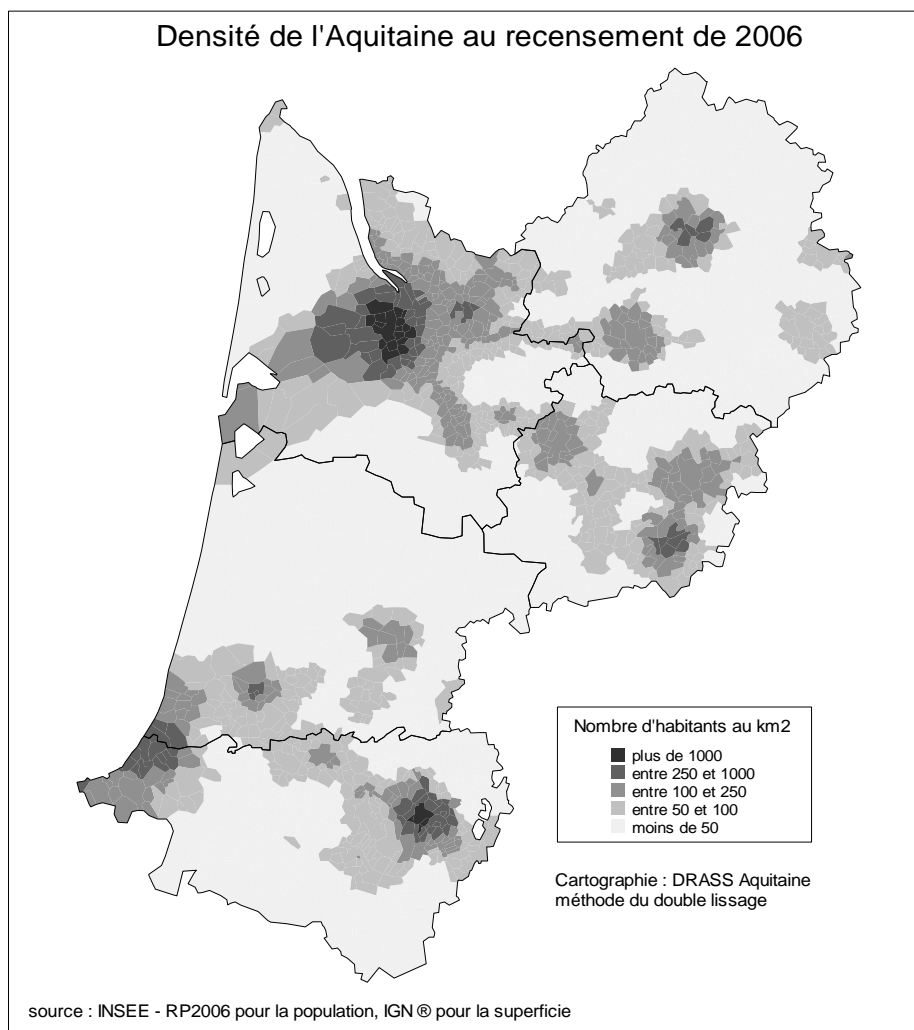 Densité de l'Aquitaine au recensement de 2006
Nombre d'habitants au km2
plus de 1000
entre 250 et 1000
entre 100 et 250
entre 50 et 100
moins de 50
Cartographie : DRASS Aquitaine
méthode du double lissage
source : INSEE - RP2006 pour la population, IGN ® pour la superficie